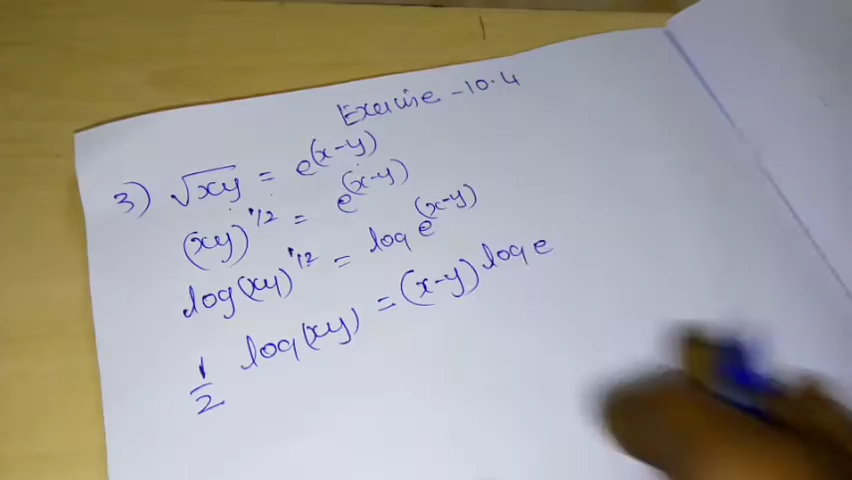 Exercise - 10.4
3) √xy = e^(x-y)
(xy)^1/2 = e^(x-y)
log(xy)^1/2 = log e^(x-y)
1/2 log(xy) = (x-y) log e